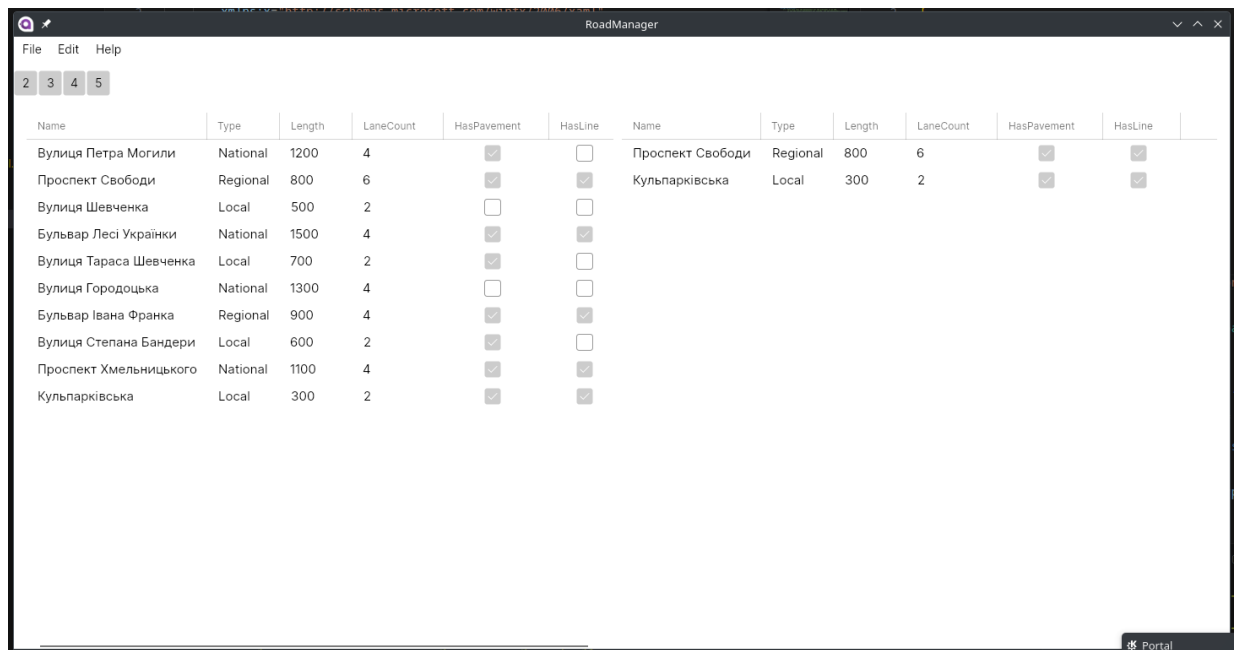 RoadManager
File Edit Help
2 3 4 5
Name Type Length LaneCount HasPavement HasLine Name Type Length LaneCount HasPavement HasLine
Вулиця Петра Могили National 1200 4 Проспект Свободи Regional 800 6
Проспект Свободи Regional 800 6 Кульпарківська Local 300 2
Вулиця Шевченка Local 500 2
Бульвар Лесі Українки National 1500 4
Вулиця Тараса Шевченка Local 700 2
Вулиця Городоцька National 1300 4
Бульвар Івана Франка Regional 900 4
Вулиця Степана Бандери Local 600 2
Проспект Хмельницького National 1100 4
Кульпарківська Local 300 2
Portal